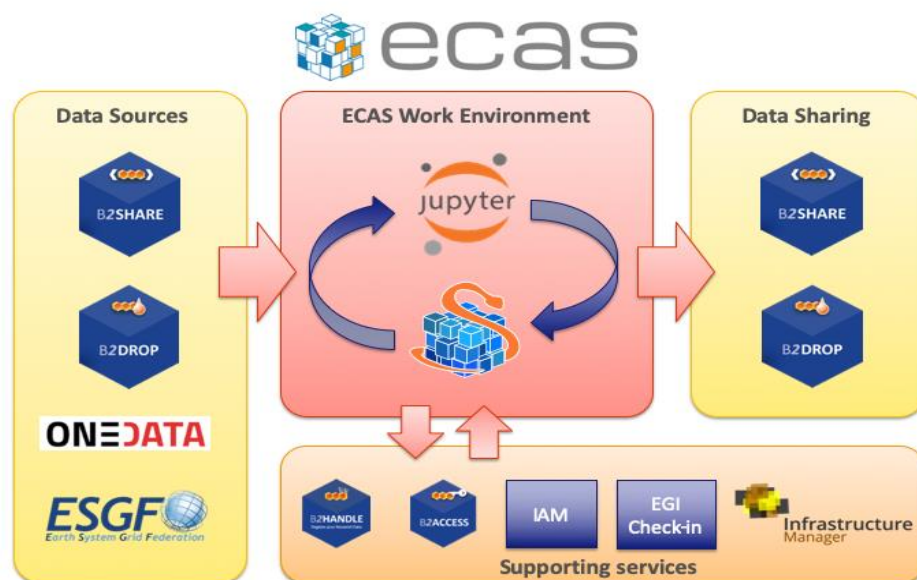 ecas
Data Sources
B2SHARE
B2DROP
ONEDATA
ESGF
Earth System Grid Federation
ECAS Work Environment
jupyter
Data Sharing
B2SHARE
B2DROP
B2HANDLE
B2ACCESS
IAM
EGI
Check-in
Infrastructure
Manager
Supporting services